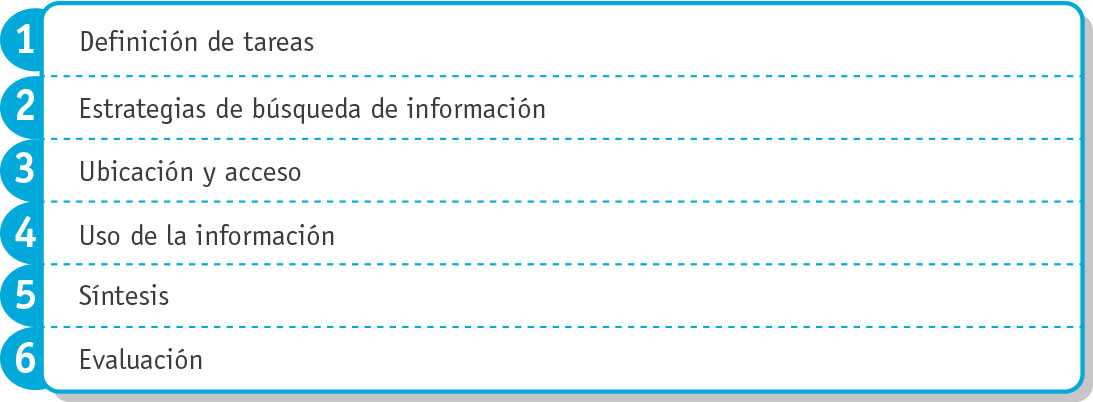 1 Definición de tareas
2 Estrategias de búsqueda de información
3 Ubicación y acceso
4 Uso de la información
5 Síntesis
6 Evaluación